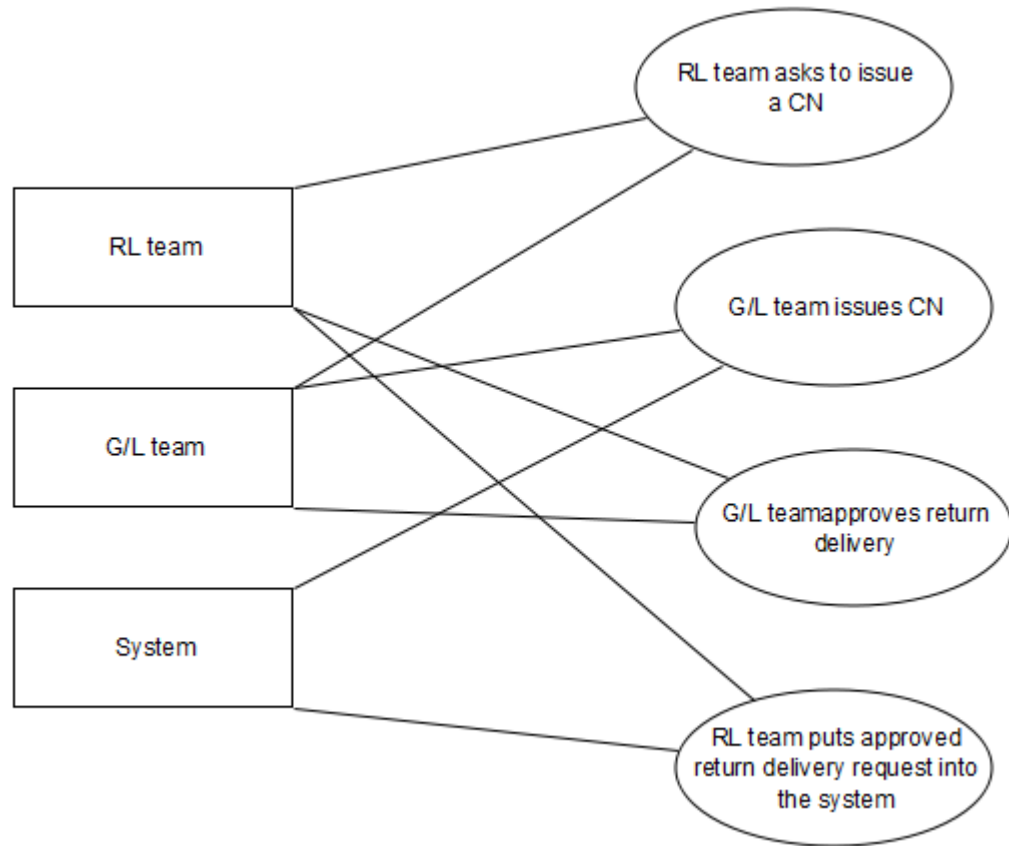 RL team asks to issue
a CN
RL team
G/L team issues CN
G/L team
G/L teamapproves return
delivery
System
RL team puts approved
return delivery request into
the system